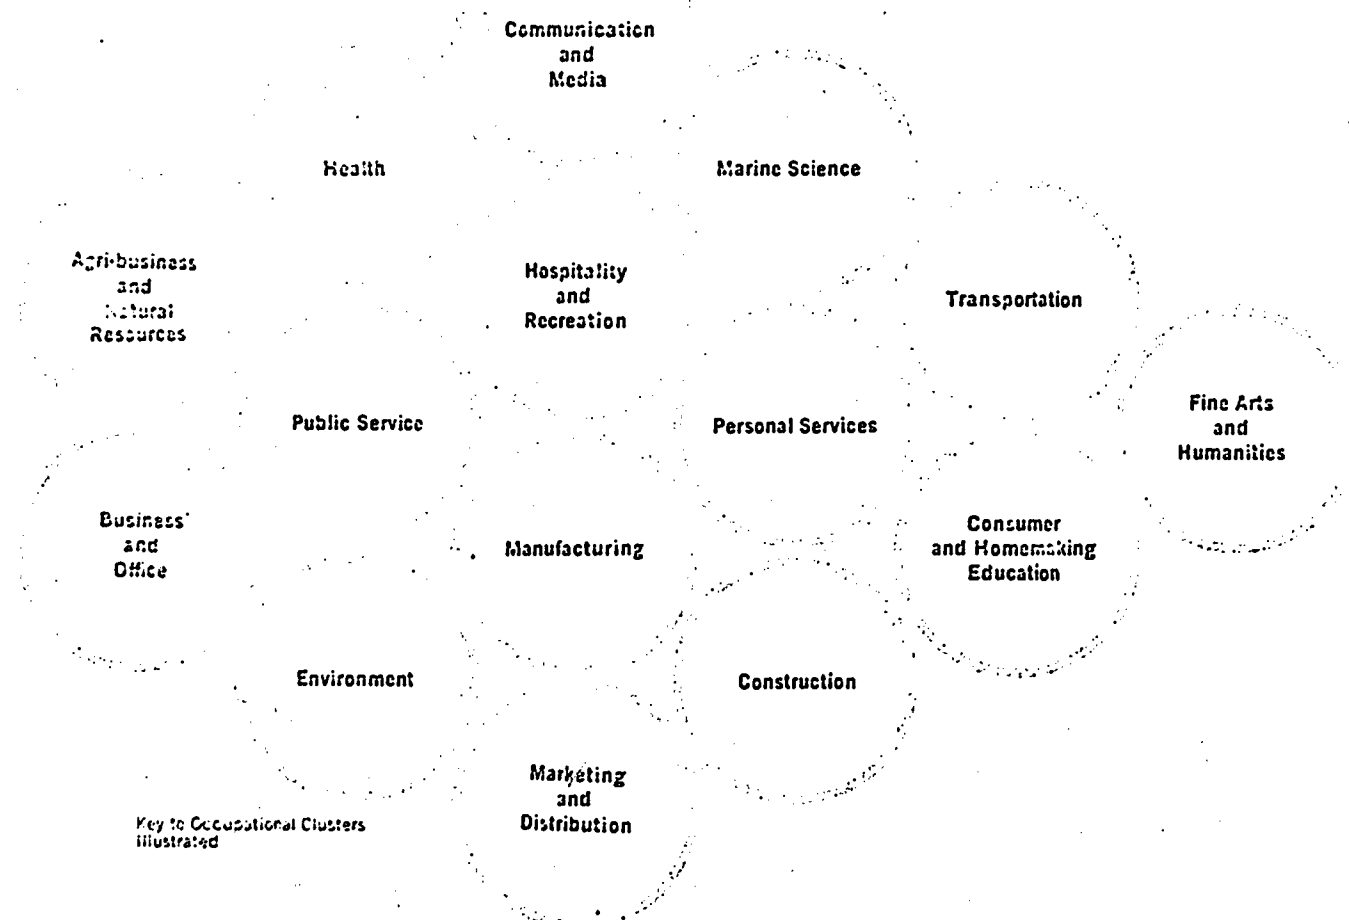 Communication
and
Media
Health
Marine Science
Agri-business
and
Natural
Resources
Hospitality
and
Recreation
Transportation
Public Service
Personal Services
Fine Arts
and
Humanities
Business
and
Office
Manufacturing
Consumer
and Homemaking
Education
Environment
Construction
Marketing
and
Distribution
Key to Occupational Clusters
Illustrated